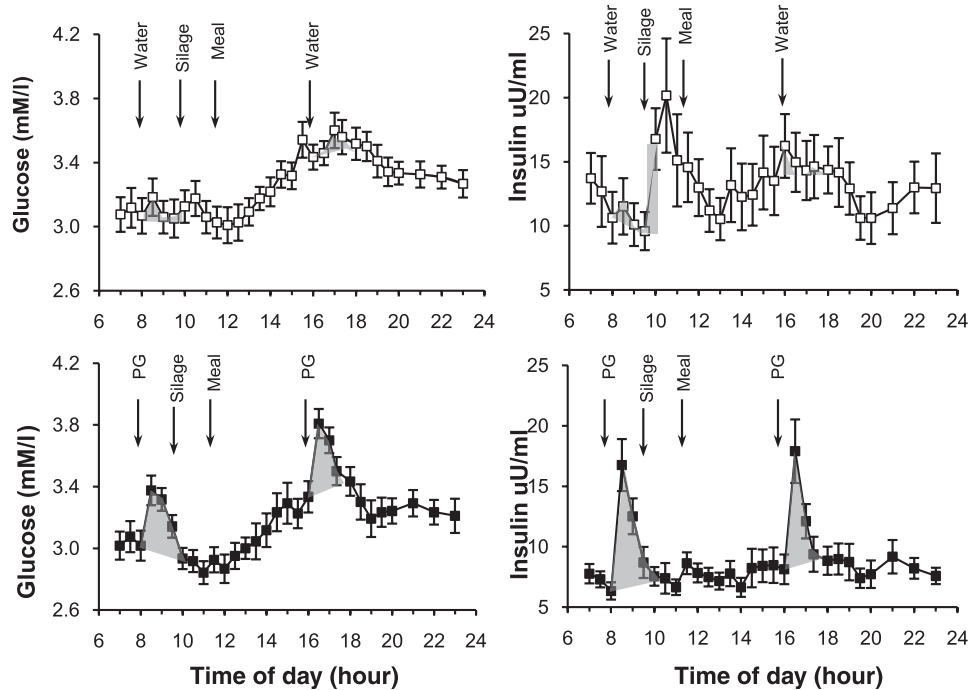 4.2
3.8
3.4
3.0
2.6
Glucose (mM/l)
Water
Silage
Meal
Water
6 8 10 12 14 16 18 20 22 24
25
20
15
10
5
Insulin uU/ml
Water
Silage
Meal
Water
6 8 10 12 14 16 18 20 22 24
4.2
3.8
3.4
3.0
2.6
Glucose (mM/l)
PG
Silage
Meal
PG
6 8 10 12 14 16 18 20 22 24
Time of day (hour)
25
20
15
10
5
Insulin uU/ml
PG
Silage
Meal
PG
6 8 10 12 14 16 18 20 22 24
Time of day (hour)